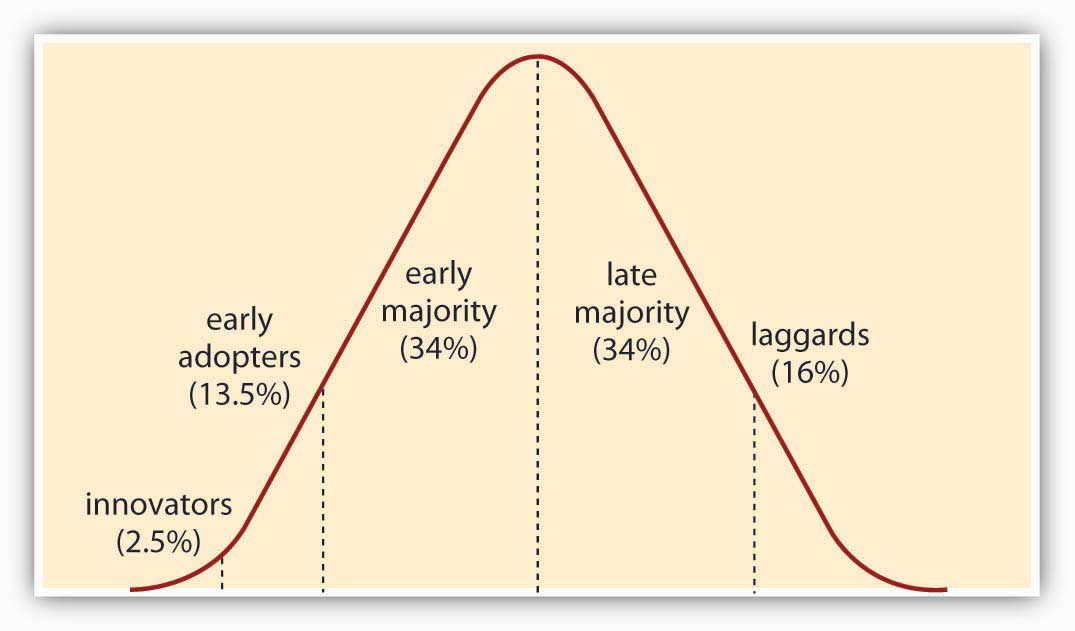 innovators
(2.5%)
early
adopters
(13.5%)
early
majority
(34%)
late
majority
(34%)
laggards
(16%)